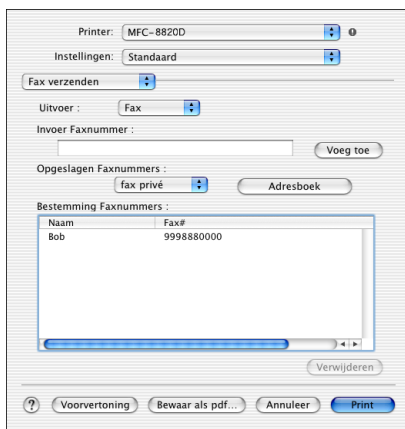 Printer: MFC-8820D
Instellingen: Standaard
Fax verzenden
Uitvoer : Fax
Invoer Faxnummer :
Voeg toe
Opgeslagen Faxnummers :
fax privé Adresboek
Bestemming Faxnummers :
Naam Fax#
Bob 9998880000
Verwijderen
? Voorvertoning Bewaar als pdf... Annuleer Print